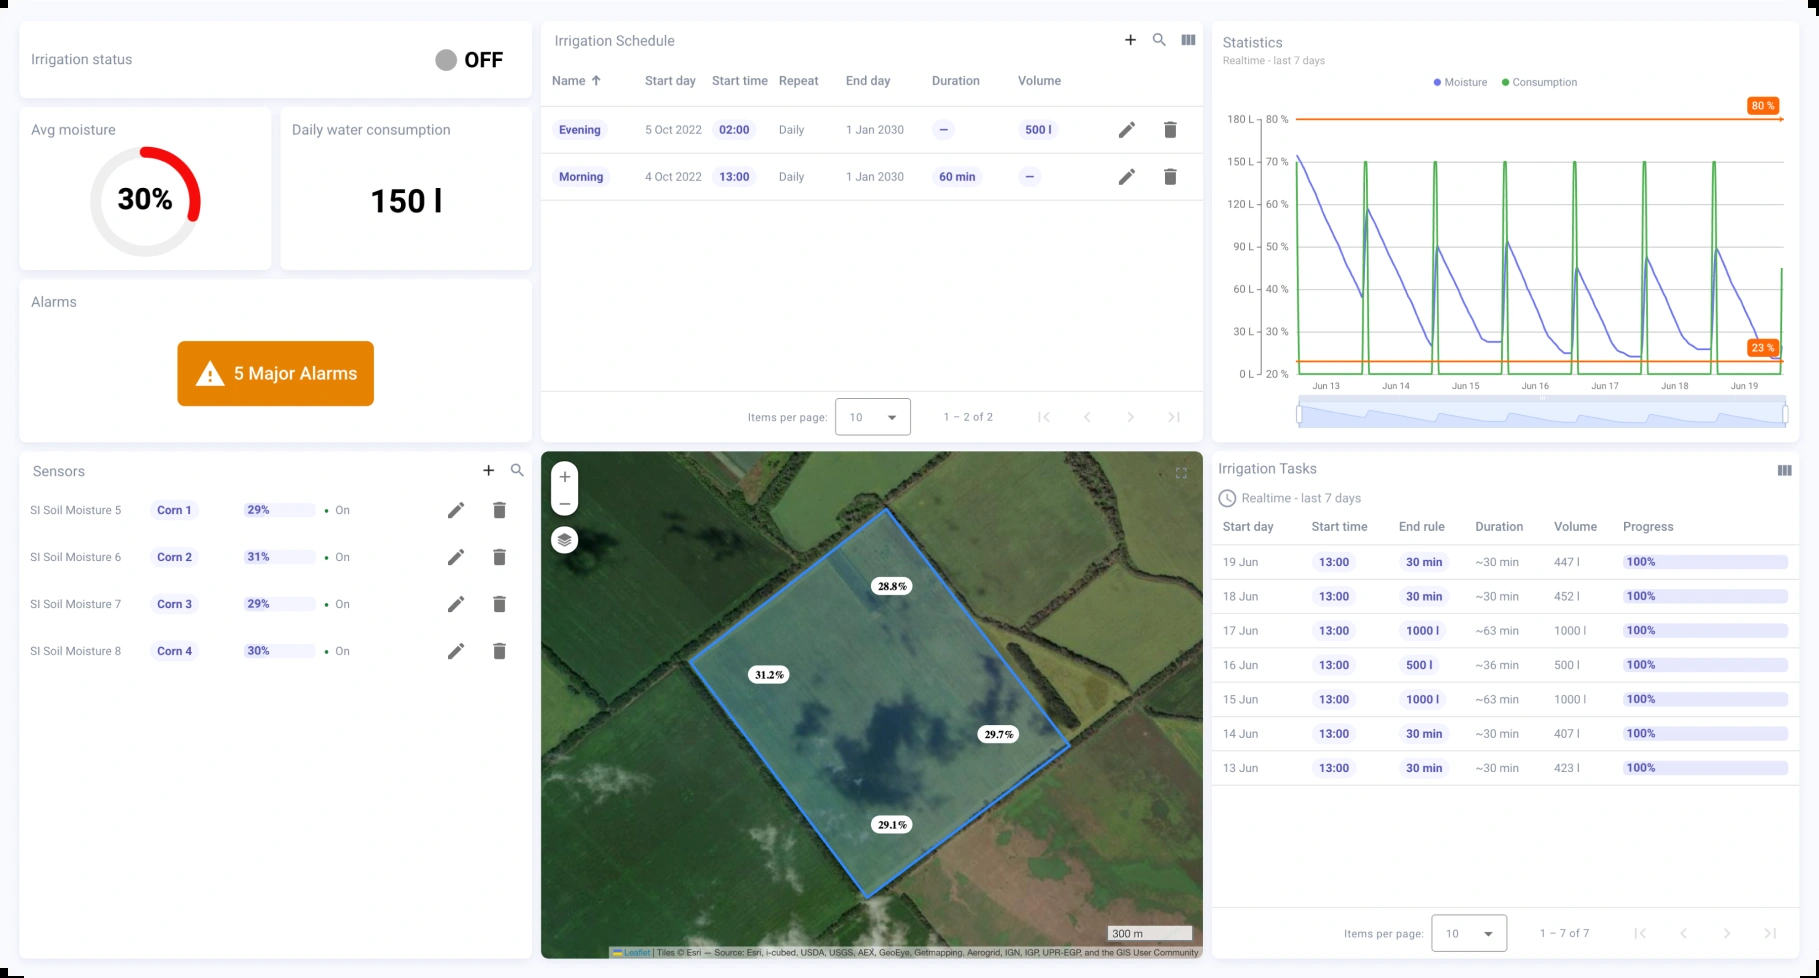 Irrigation status
OFF
Avg moisture
30%
Daily water consumption
150 l
Alarms
5 Major Alarms
Sensors
SI Soil Moisture 5 Corn 1 29% On
SI Soil Moisture 6 Corn 2 31% On
SI Soil Moisture 7 Corn 3 29% On
SI Soil Moisture 8 Corn 4 30% On
Irrigation Schedule
Name Start day Start time Repeat End day Duration Volume
Evening 5 Oct 2022 02:00 Daily 1 Jan 2030 – 500 l
Morning 4 Oct 2022 13:00 Daily 1 Jan 2030 60 min –
Items per page: 10 1 – 2 of 2
+
−
28.8%
31.2%
29.7%
29.1%
300 m
Leaflet | Tiles © Esri — Source: Esri, i-cubed, USDA, USGS, AEX, GeoEye, Getmapping, Aerogrid, IGN, IGP, UPR-EGP, and the GIS User Community
Statistics
Realtime - last 7 days
Moisture Consumption
80 %
180 L 80 %
150 L 70 %
120 L 60 %
90 L 50 %
60 L 40 %
30 L 30 %
23 %
0 L 20 %
Jun 13 Jun 14 Jun 15 Jun 16 Jun 17 Jun 18 Jun 19
Irrigation Tasks
Realtime - last 7 days
Start day Start time End rule Duration Volume Progress
19 Jun 13:00 30 min ~30 min 447 l 100%
18 Jun 13:00 30 min ~30 min 452 l 100%
17 Jun 13:00 1000 l ~63 min 1000 l 100%
16 Jun 13:00 500 l ~36 min 500 l 100%
15 Jun 13:00 1000 l ~63 min 1000 l 100%
14 Jun 13:00 30 min ~30 min 407 l 100%
13 Jun 13:00 30 min ~30 min 423 l 100%
Items per page: 10 1 – 7 of 7